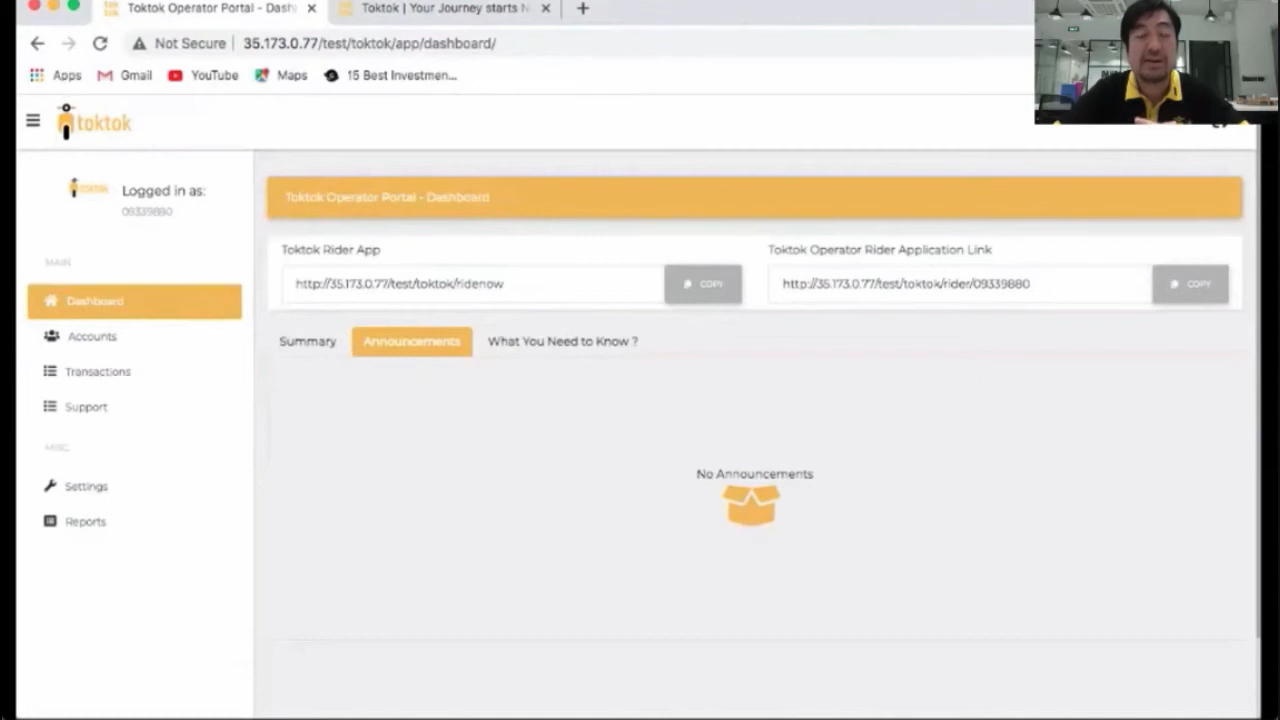 Toktok Operator Portal - Dash
Toktok | Your Journey starts N
Not Secure | 35.173.0.77/test/toktok/app/dashboard/
Apps Gmail YouTube Maps 15 Best Investmen...
toktok
toktok
Logged in as:
09339880
MAIN
Dashboard
Accounts
Transactions
Support
MISC
Settings
Reports
Toktok Operator Portal - Dashboard
Toktok Rider App
http://35.173.0.77/test/toktok/ridenow
COPY
Toktok Operator Rider Application Link
http://35.173.0.77/test/toktok/rider/09339880
COPY
Summary Announcements What You Need to Know ?
No Announcements